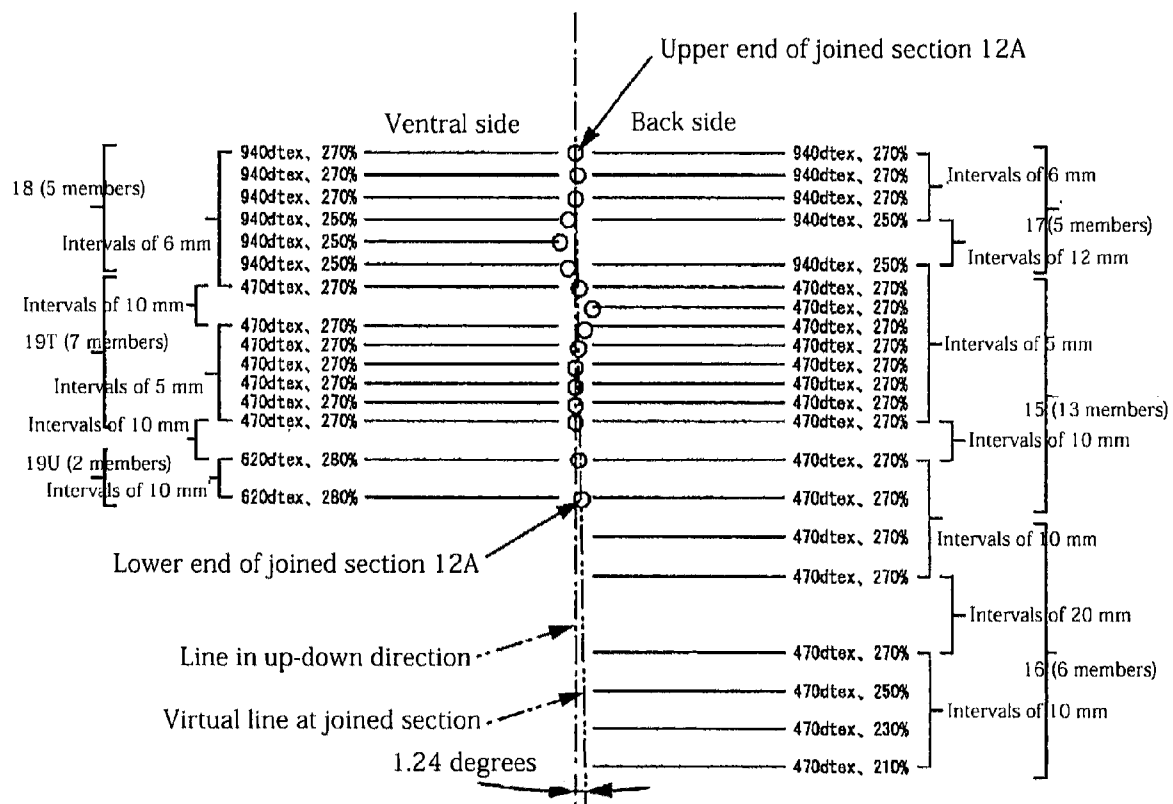 Upper end of joined section 12A
Ventral side
Back side
940dtex、270%
940dtex、270%
940dtex、270%
940dtex、270%
Intervals of 6 mm
18 (5 members)
940dtex、270%
940dtex、270%
940dtex、250%
940dtex、250%
17 (5 members)
Intervals of 6 mm
940dtex、250%
Intervals of 12 mm
940dtex、250%
940dtex、250%
470dtex、270%
470dtex、270%
Intervals of 10 mm
470dtex、270%
470dtex、270%
470dtex、270%
19T (7 members)
470dtex、270%
470dtex、270%
Intervals of 5 mm
470dtex、270%
470dtex、270%
Intervals of 5 mm
470dtex、270%
470dtex、270%
470dtex、270%
470dtex、270%
15 (13 members)
Intervals of 10 mm
470dtex、270%
470dtex、270%
Intervals of 10 mm
19U (2 members)
620dtex、280%
470dtex、270%
Intervals of 10 mm
620dtex、280%
470dtex、270%
470dtex、270%
Intervals of 10 mm
Lower end of joined section 12A
470dtex、270%
Intervals of 20 mm
Line in up-down direction
470dtex、270%
16 (6 members)
470dtex、250%
Intervals of 10 mm
Virtual line at joined section
470dtex、230%
1.24 degrees
470dtex、210%